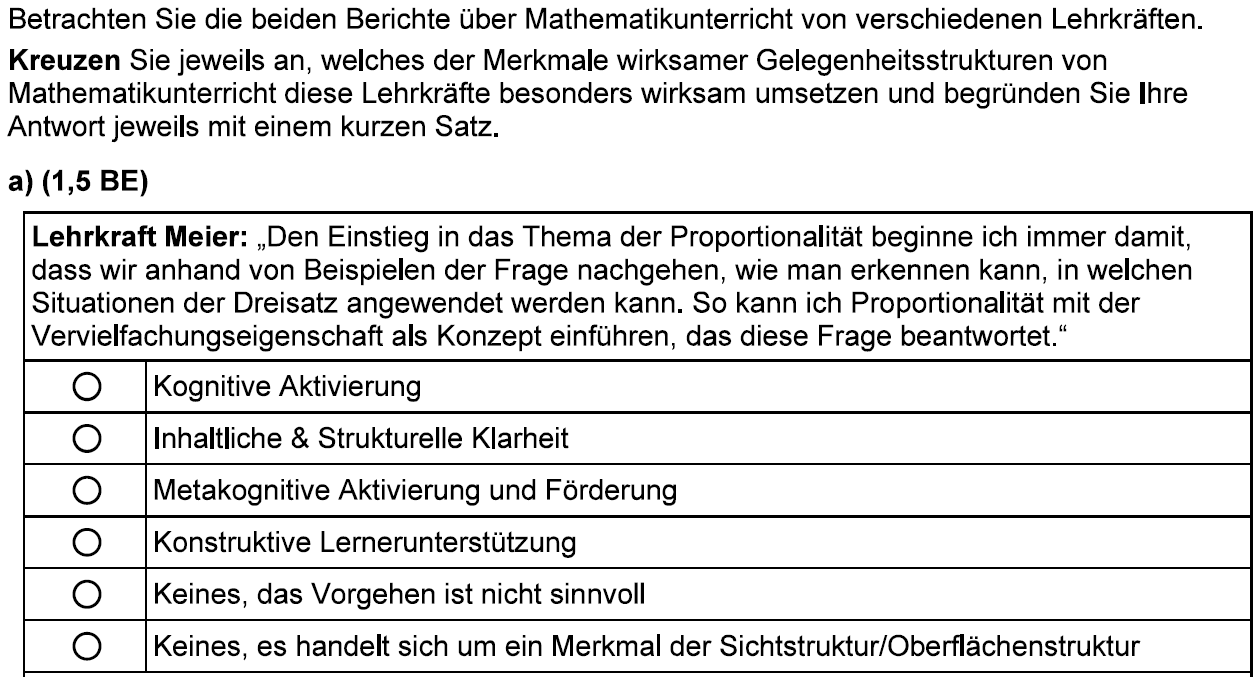 Betrachten Sie die beiden Berichte über Mathematikunterricht von verschiedenen Lehrkräften.
Kreuzen Sie jeweils an, welches der Merkmale wirksamer Gelegenheitsstrukturen von
Mathematikunterricht diese Lehrkräfte besonders wirksam umsetzen und begründen Sie Ihre
Antwort jeweils mit einem kurzen Satz.
a) (1,5 BE)
Lehrkraft Meier: „Den Einstieg in das Thema der Proportionalität beginne ich immer damit,
dass wir anhand von Beispielen der Frage nachgehen, wie man erkennen kann, in welchen
Situationen der Dreisatz angewendet werden kann. So kann ich Proportionalität mit der
Vervielfachungseigenschaft als Konzept einführen, das diese Frage beantwortet.“
Kognitive Aktivierung
Inhaltliche & Strukturelle Klarheit
Metakognitive Aktivierung und Förderung
Konstruktive Lernerunterstützung
Keines, das Vorgehen ist nicht sinnvoll
Keines, es handelt sich um ein Merkmal der Sichtstruktur/Oberflächenstruktur